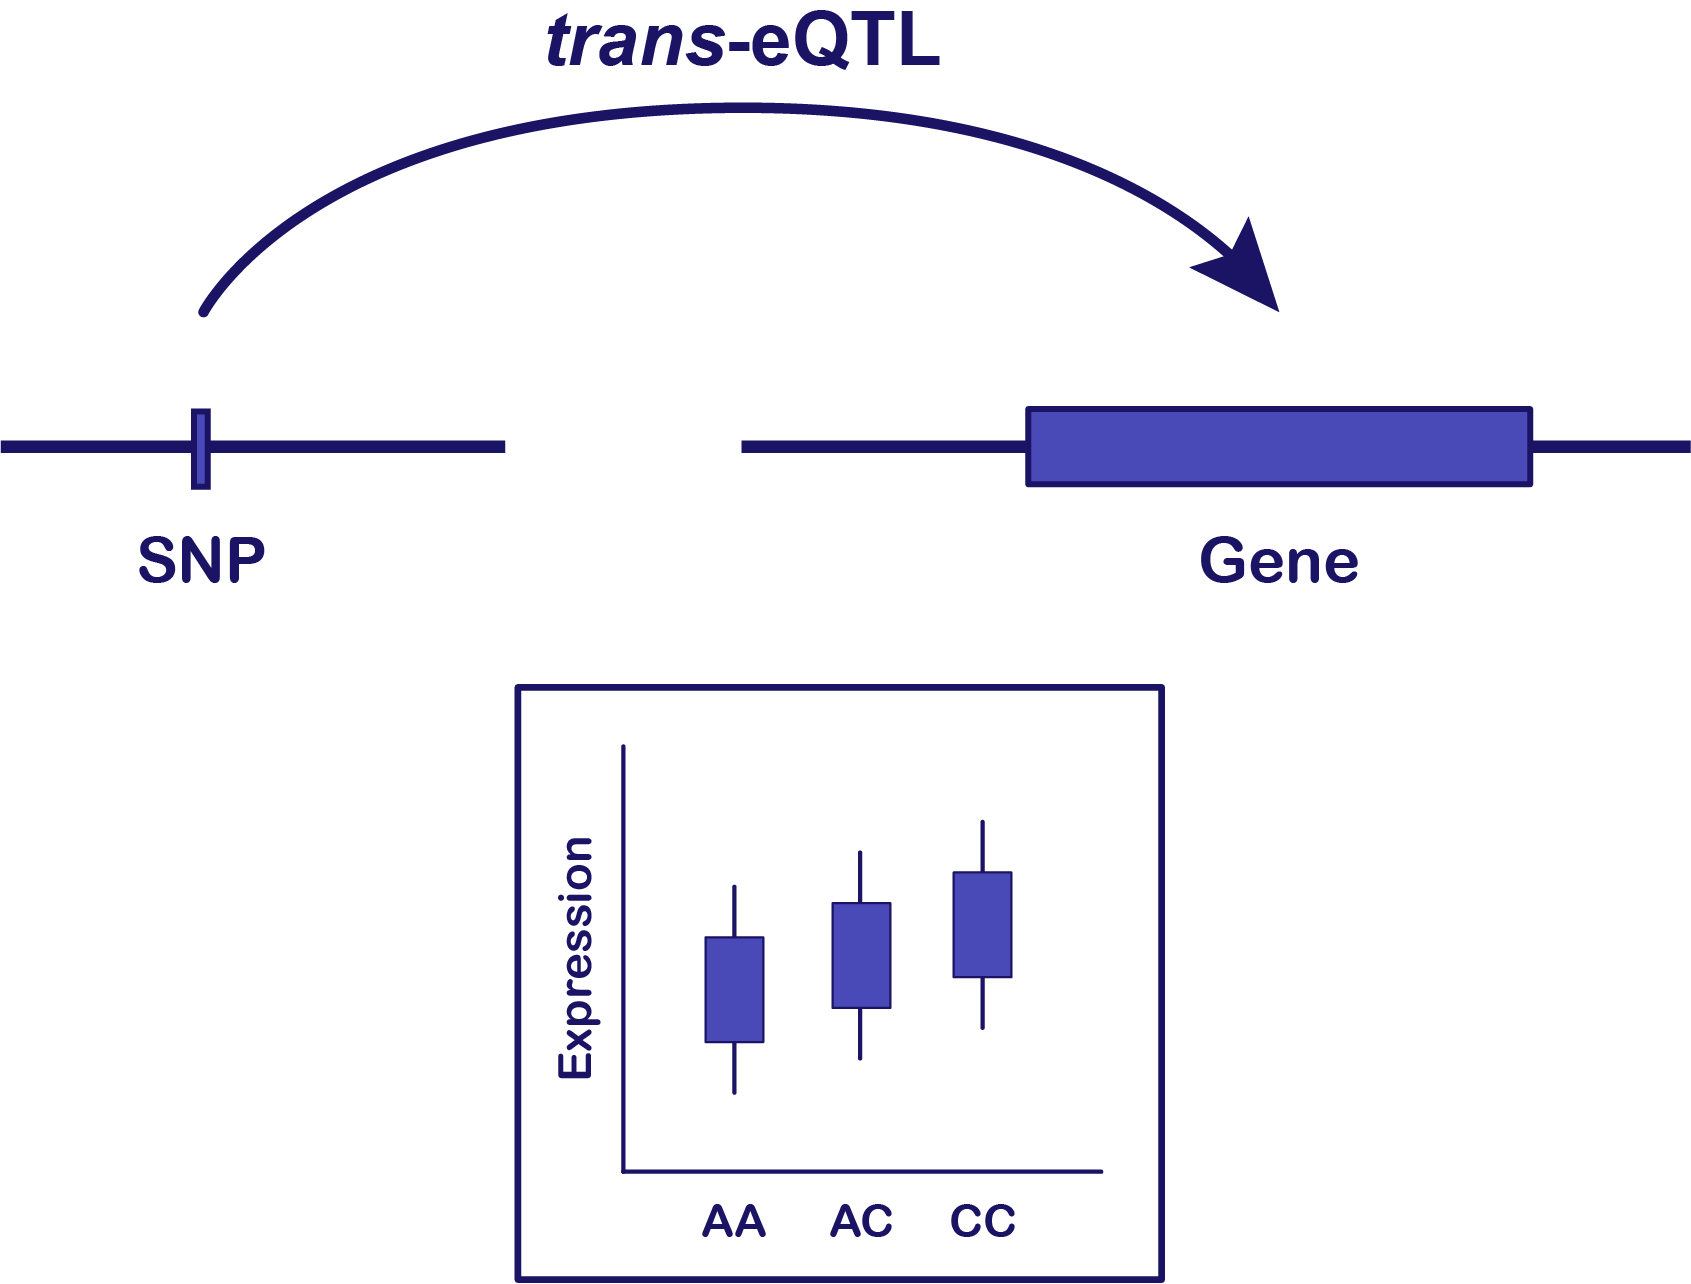 trans-eQTL
SNP
Gene
Expression
AA AC CC